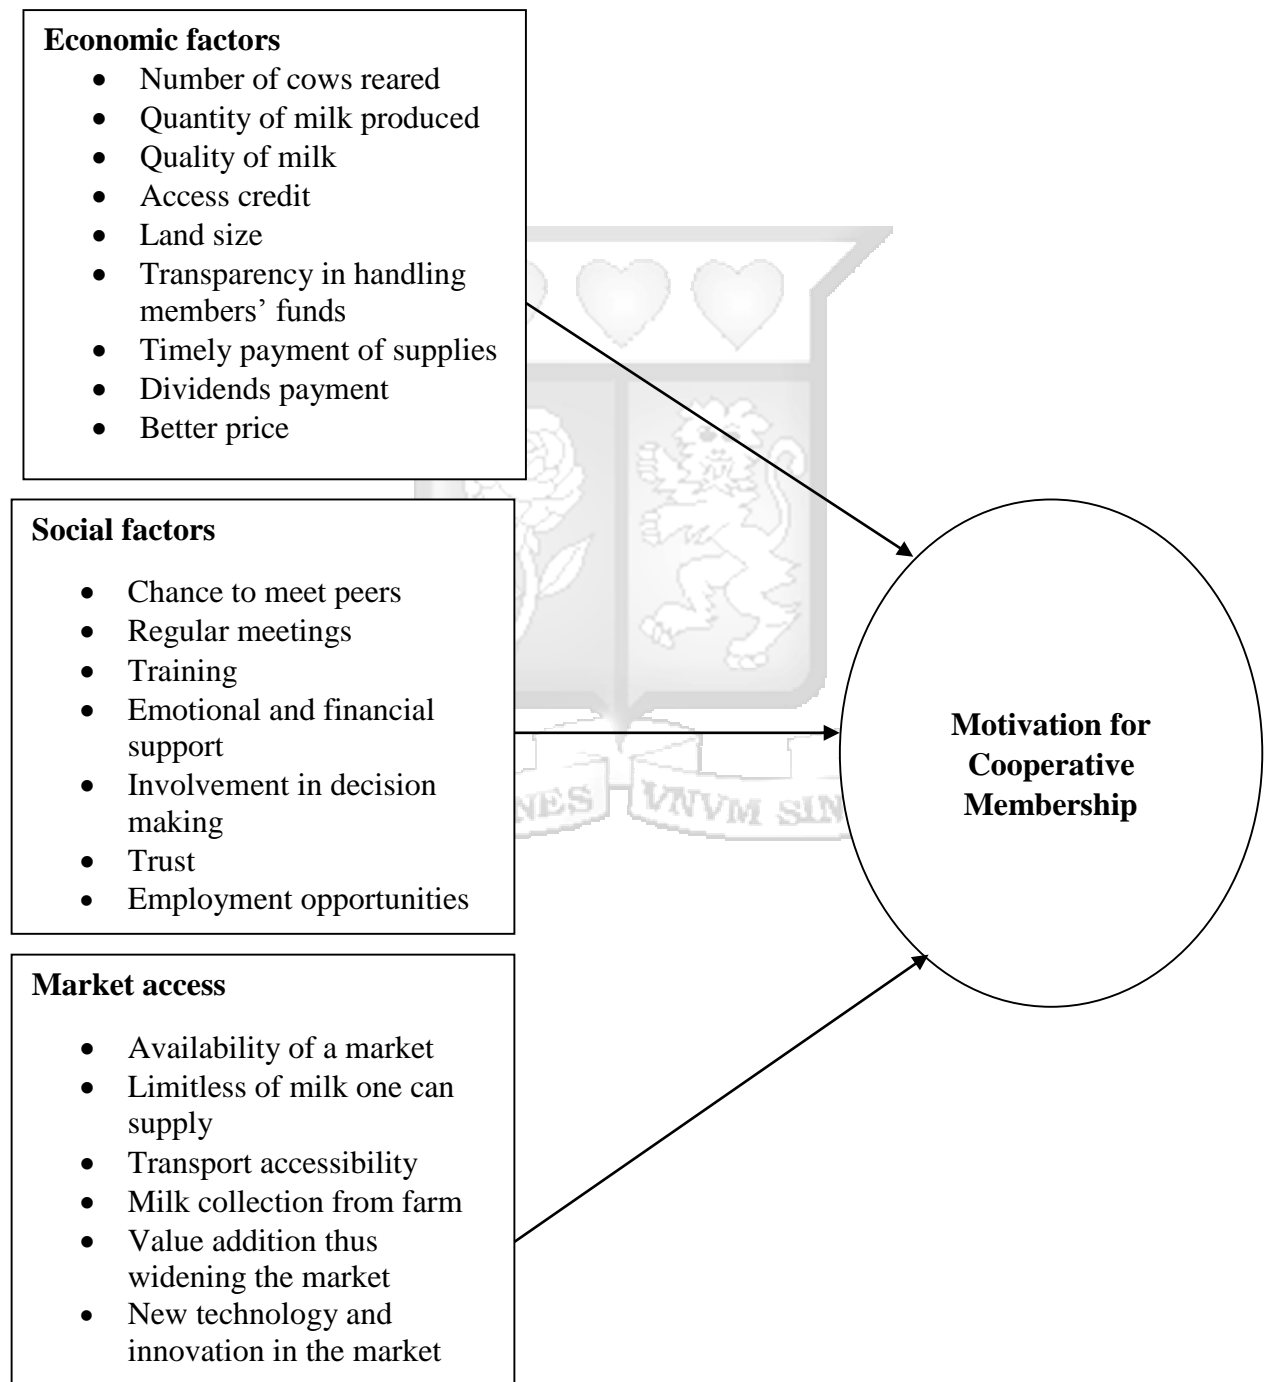 Economic factors
• Number of cows reared
• Quantity of milk produced
• Quality of milk
• Access credit
• Land size
• Transparency in handling
members’ funds
• Timely payment of supplies
• Dividends payment
• Better price
Social factors
• Chance to meet peers
• Regular meetings
• Training
• Emotional and financial
support
• Involvement in decision
making
• Trust
• Employment opportunities
Motivation for
Cooperative
Membership
VNVM SIN
Market access
• Availability of a market
• Limitless of milk one can
supply
• Transport accessibility
• Milk collection from farm
• Value addition thus
widening the market
• New technology and
innovation in the market